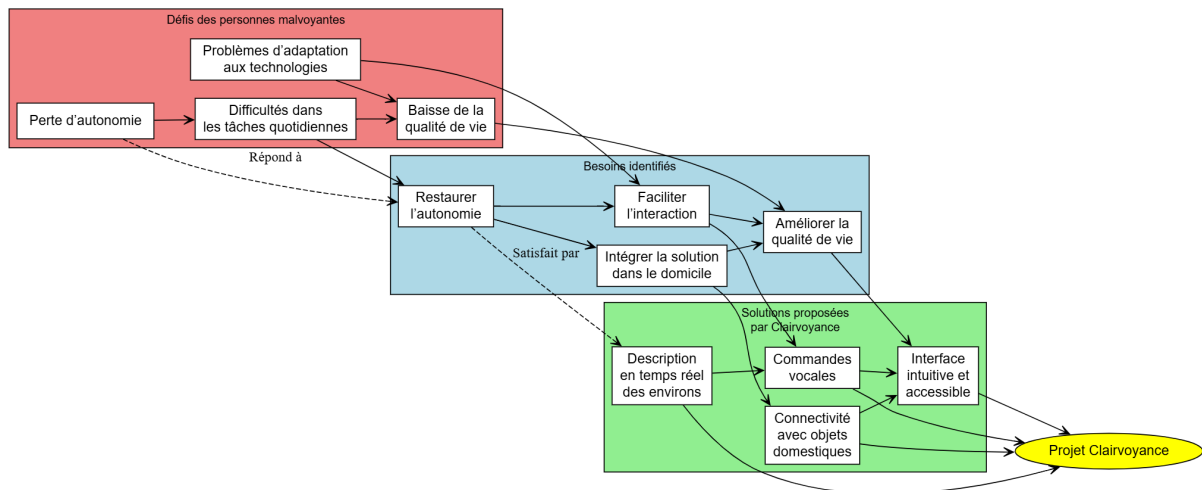 Défis des personnes malvoyantes
Problèmes d’adaptation
aux technologies
Perte d’autonomie
Difficultés dans
les tâches quotidiennes
Baisse de la
qualité de vie
Répond à
Besoins identifiés
Restaurer
l’autonomie
Faciliter
l’interaction
Améliorer la
qualité de vie
Satisfait par
Intégrer la solution
dans le domicile
Solutions proposées
par Clairvoyance
Description
en temps réel
des environs
Commandes
vocales
Interface
intuitive et
accessible
Connectivité
avec objets
domestiques
Projet Clairvoyance